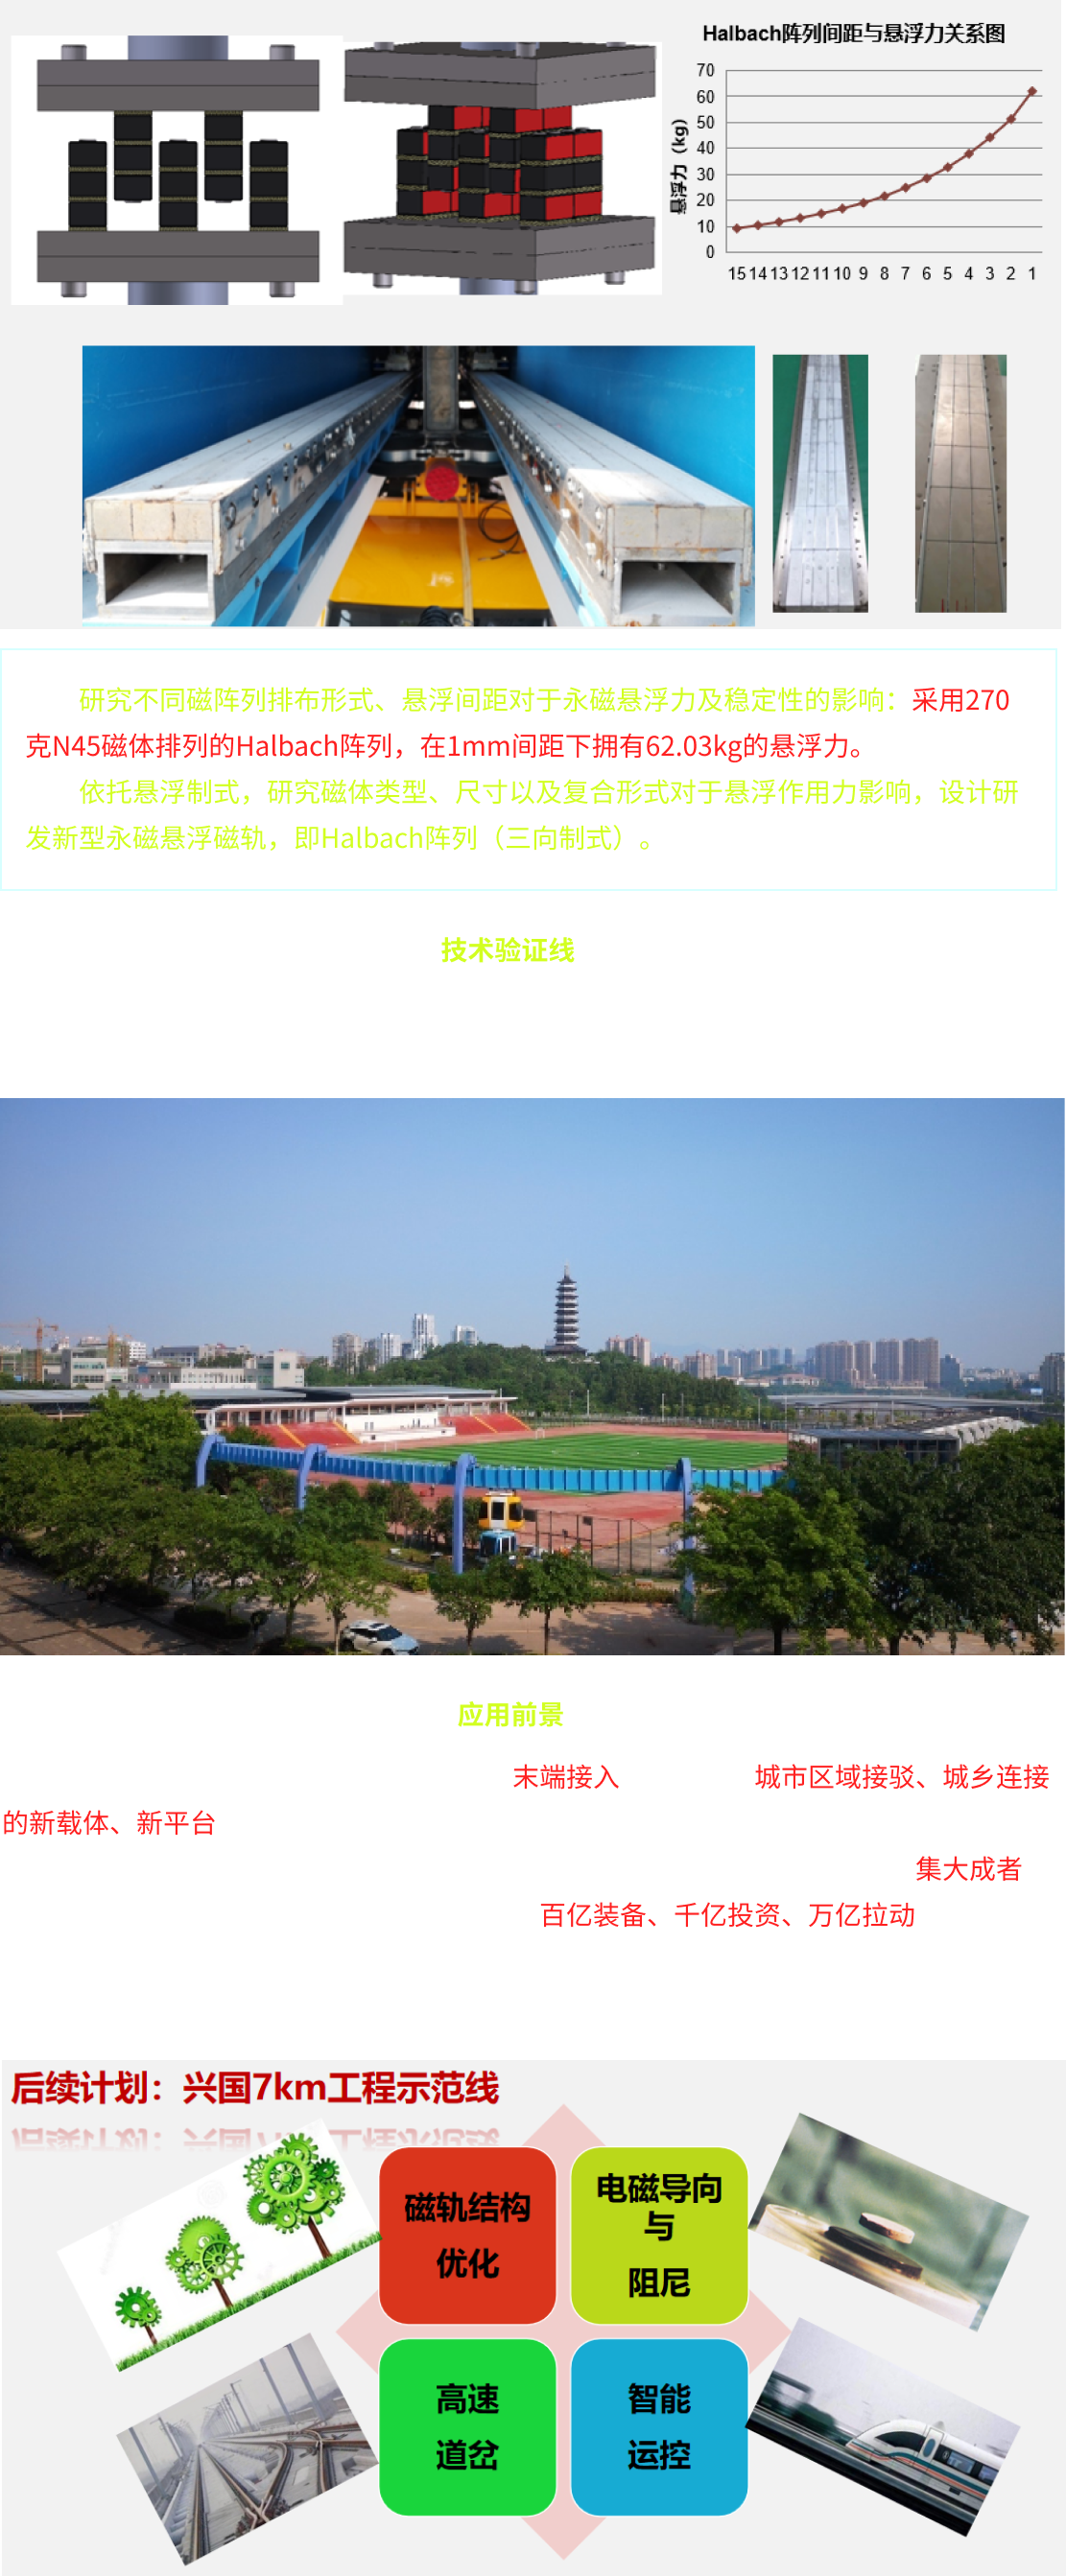 Halbach阵列间距与悬浮力关系图
悬浮力（kg）
70
60
50
40
30
20
10
0
15 14 13 12 11 10 9 8 7 6 5 4 3 2 1
研究不同磁阵列排布形式、悬浮间距对于永磁悬浮力及稳定性的影响：采用270
克N45磁体排列的Halbach阵列，在1mm间距下拥有62.03kg的悬浮力。
依托悬浮制式，研究磁体类型、尺寸以及复合形式对于悬浮作用力影响，设计研
发新型永磁悬浮磁轨，即Halbach阵列（三向制式）。
技术验证线
应用前景
末端接入 城市区域接驳、城乡连接
的新载体、新平台
集大成者
百亿装备、千亿投资、万亿拉动
后续计划：兴国7km工程示范线
磁轨结构
优化
电磁导向
与
阻尼
高速
道岔
智能
运控